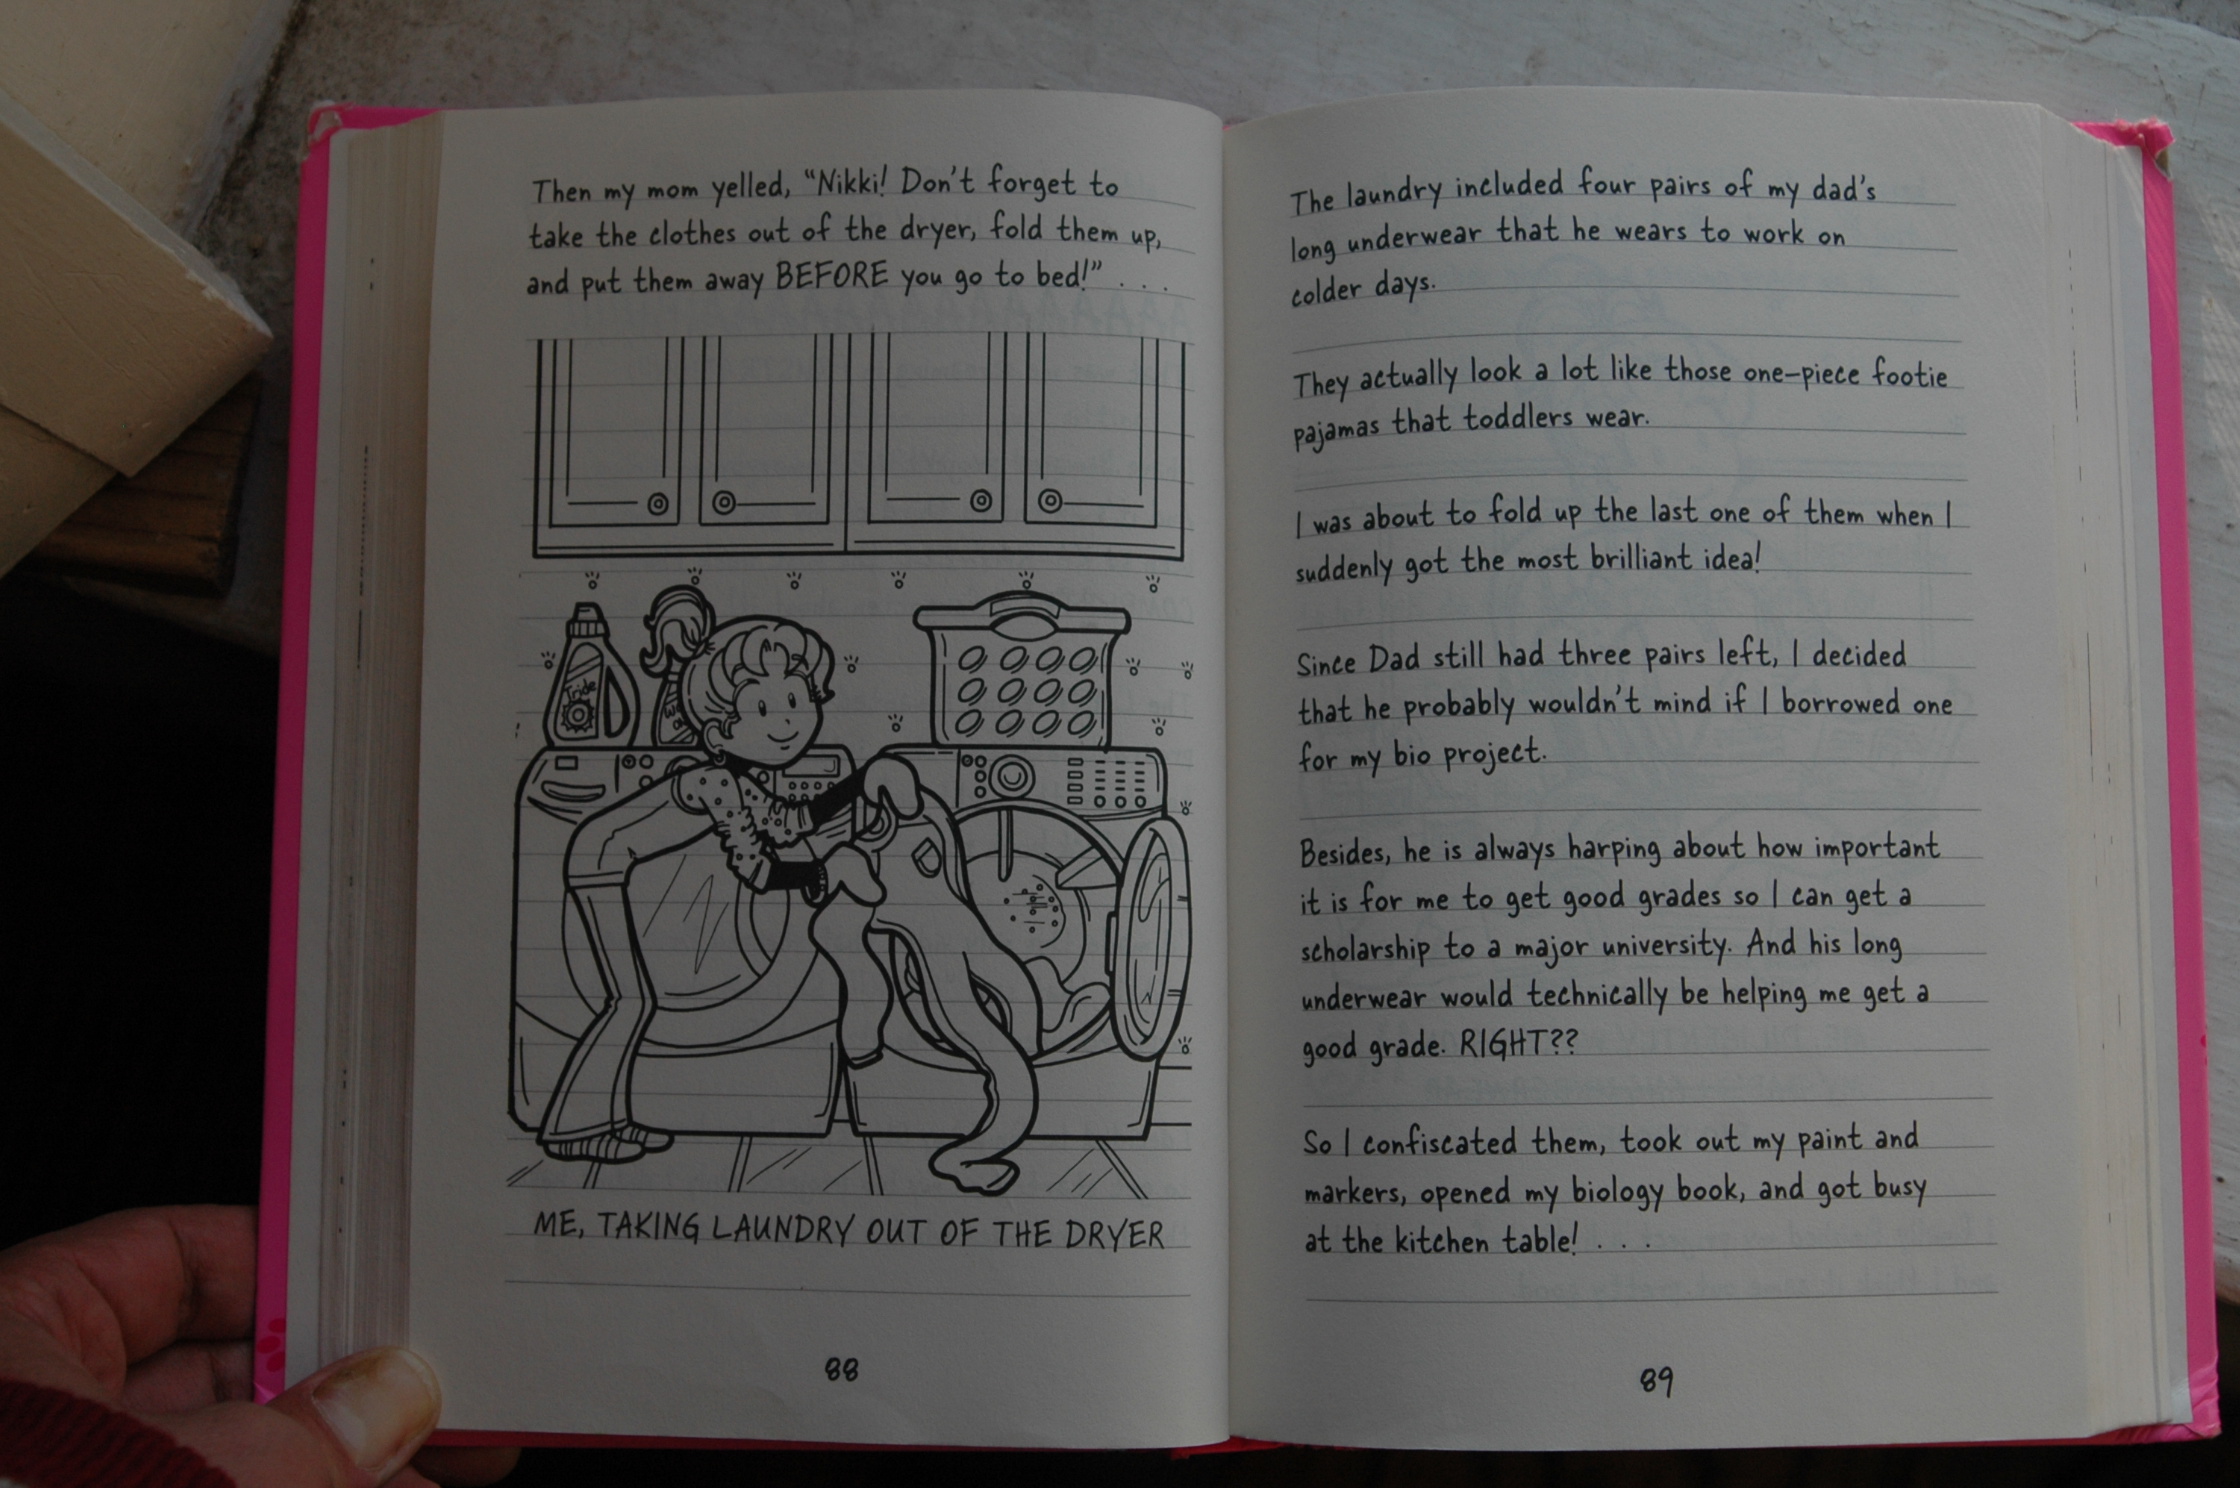 Then my mom yelled, “Nikki! Don’t forget to
take the clothes out of the dryer, fold them up,
and put them away BEFORE you go to bed!” . . .
Tride
ME, TAKING LAUNDRY OUT OF THE DRYER
88
The laundry included four pairs of my dad’s
long underwear that he wears to work on
colder days.
They actually look a lot like those one-piece footie
pajamas that toddlers wear.
I was about to fold up the last one of them when I
suddenly got the most brilliant idea!
Since Dad still had three pairs left, I decided
that he probably wouldn’t mind if I borrowed one
for my bio project.
Besides, he is always harping about how important
it is for me to get good grades so I can get a
scholarship to a major university. And his long
underwear would technically be helping me get a
good grade. RIGHT??
So I confiscated them, took out my paint and
markers, opened my biology book, and got busy
at the kitchen table! . . .
89